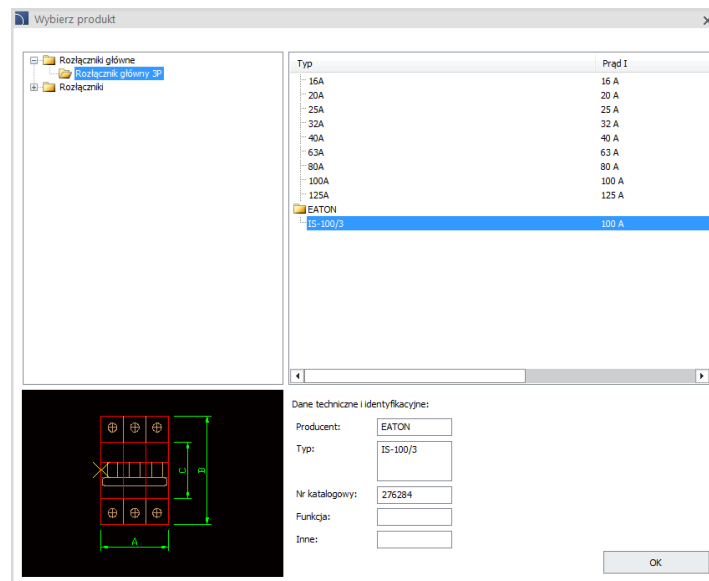 Wybierz produkt
Rozłączniki główne
Rozłącznik główny 3P
Rozłączniki
Typ Prąd I
16A 16 A
20A 20 A
25A 25 A
32A 32 A
40A 40 A
63A 63 A
80A 80 A
100A 100 A
125A 125 A
EATON
IS-100/3 100 A
Dane techniczne i identyfikacyjne:
Producent: EATON
Typ: IS-100/3
Nr katalogowy: 276284
Funkcja:
Inne:
C
B
A
OK